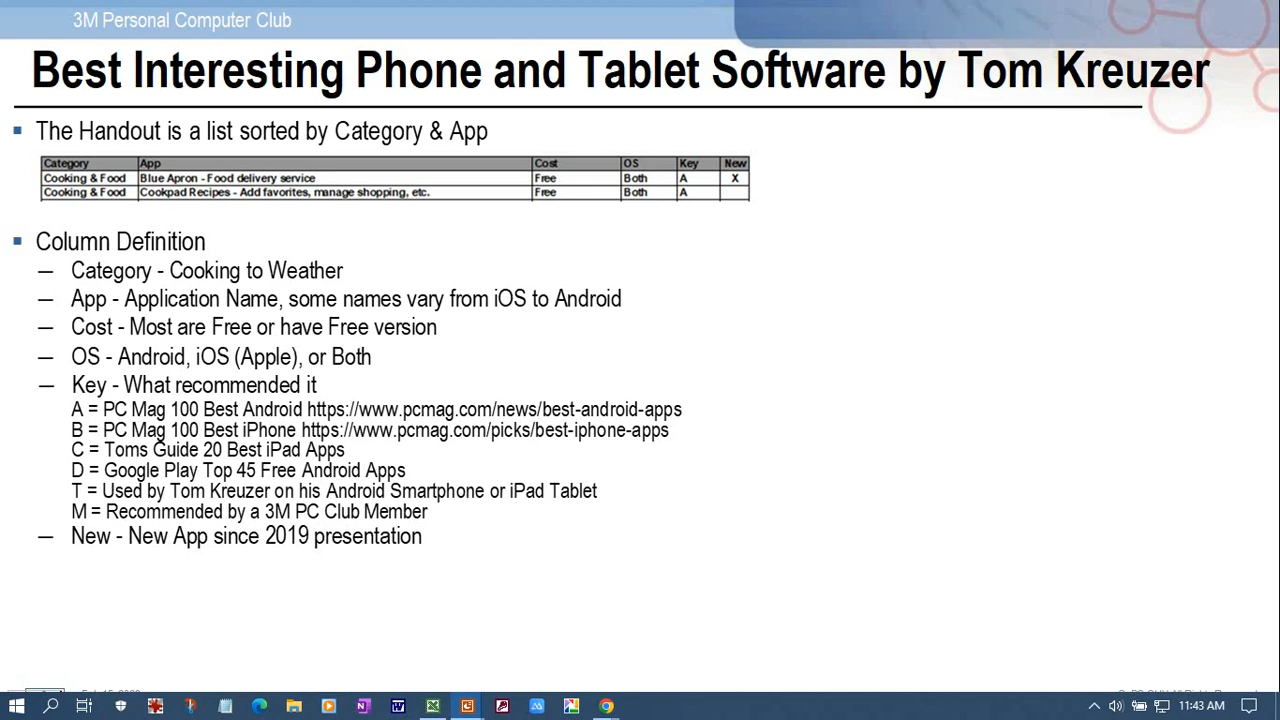 3M Personal Computer Club
Best Interesting Phone and Tablet Software by Tom Kreuzer
The Handout is a list sorted by Category & App
Category App Cost OS Key New
Cooking & Food Blue Apron - Food delivery service Free Both A X
Cooking & Food Cookpad Recipes - Add favorites, manage shopping, etc. Free Both A
Column Definition
— Category - Cooking to Weather
— App - Application Name, some names vary from iOS to Android
— Cost - Most are Free or have Free version
— OS - Android, iOS (Apple), or Both
— Key - What recommended it
A = PC Mag 100 Best Android https://www.pcmag.com/news/best-android-apps
B = PC Mag 100 Best iPhone https://www.pcmag.com/picks/best-iphone-apps
C = Toms Guide 20 Best iPad Apps
D = Google Play Top 45 Free Android Apps
T = Used by Tom Kreuzer on his Android Smartphone or iPad Tablet
M = Recommended by a 3M PC Club Member
— New - New App since 2019 presentation
11:43 AM